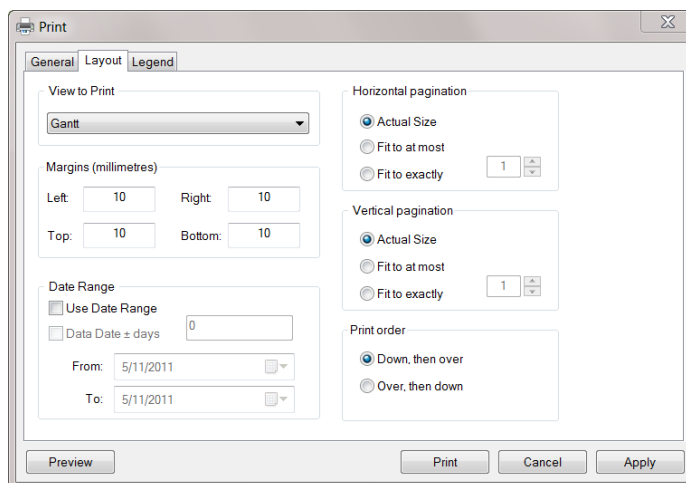 Print
General Layout Legend
View to Print
Gantt
Margins (millimetres)
Left: 10 Right: 10
Top: 10 Bottom: 10
Date Range
Use Date Range
Data Date ± days 0
From: 5/11/2011
To: 5/11/2011
Horizontal pagination
Actual Size
Fit to at most
Fit to exactly 1
Vertical pagination
Actual Size
Fit to at most
Fit to exactly 1
Print order
Down, then over
Over, then down
Preview Print Cancel Apply